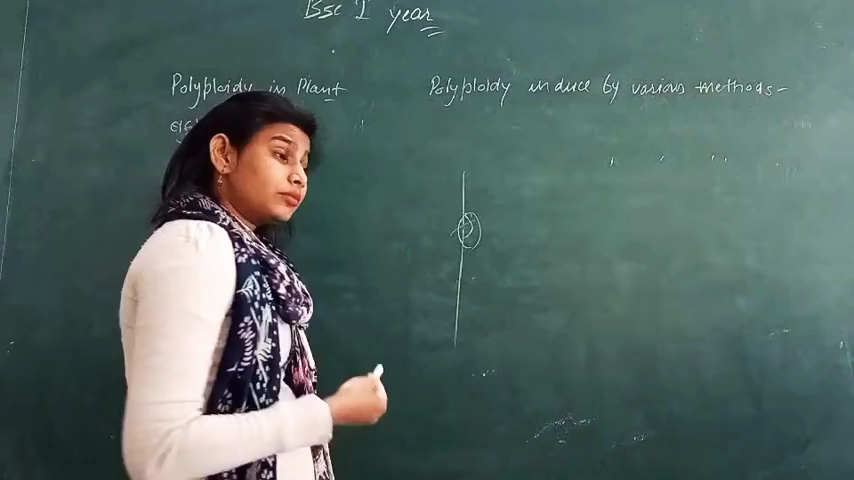 Bsc I year
Polyploidy in Plant
Polyploidy induce by various methods-